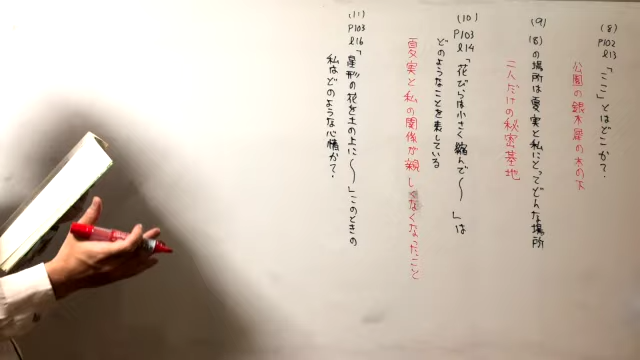 (8)
P102
l13
「ここ」とはどこか？
公園の銀木犀の木の下
(9)
(8)の場所は夏実と私にとってどんな場所
二人だけの秘密基地
(10)
P103
l14
「花びらは小さく縮んで〜」は
どのようなことを表している
夏実と私の関係が親しくなくなったこと
(11)
P103
l16
「星形の花を土の上に〜」このときの
私はどのような心情か？